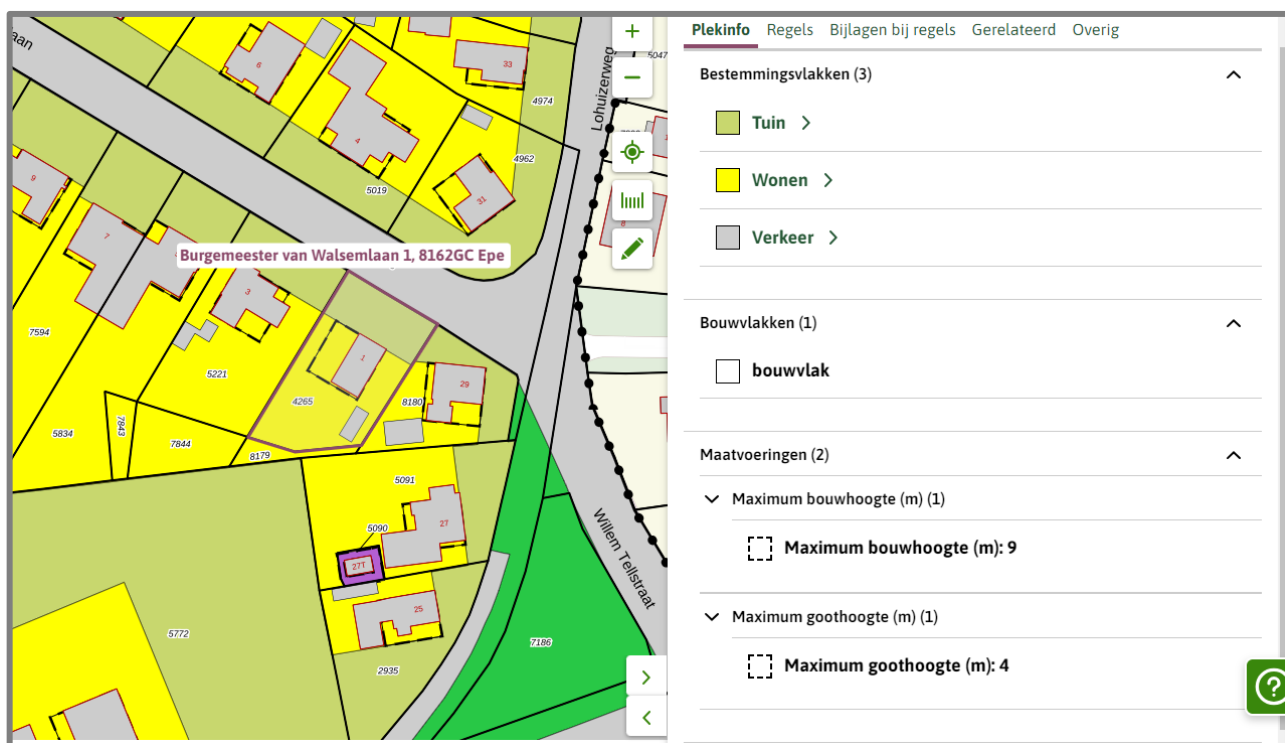 aan
6
33
5047
4974
Lohuizerweg
4
4962
5019
9
31
8
7
Burgemeester van Walsemlaan 1, 8162GC Epe
3
7594
1
5221
29
4265
8180
5834
7843
7844
8179
5091
5090
27
27T
Willem Tellstraat
25
5772
7186
2935
Plekinfo Regels Bijlagen bij regels Gerelateerd Overig
Bestemmingsvlakken (3)
Tuin
Wonen
Verkeer
Bouwvlakken (1)
bouwvlak
Maatvoeringen (2)
Maximum bouwhoogte (m) (1)
Maximum bouwhoogte (m): 9
Maximum goothoogte (m) (1)
Maximum goothoogte (m): 4